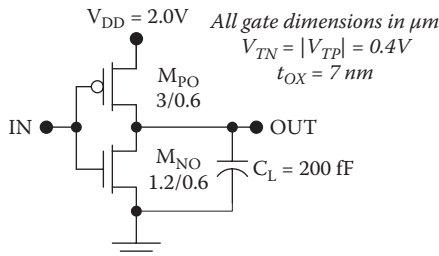 V_DD = 2.0V
All gate dimensions in μm
V_TN = |V_TP| = 0.4V
t_OX = 7 nm
M_PO
3/0.6
IN
OUT
M_NO
1.2/0.6
C_L = 200 fF